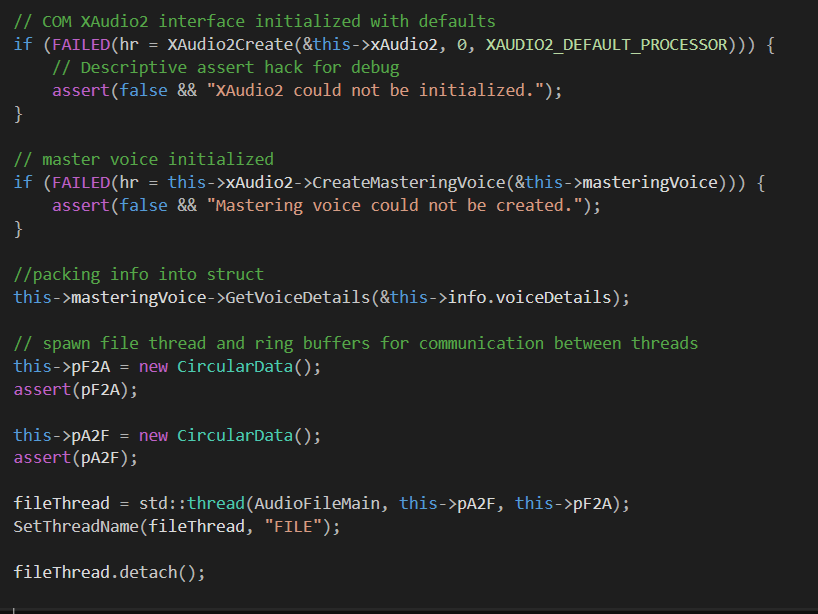 // COM XAudio2 interface initialized with defaults
if (FAILED(hr = XAudio2Create(&this->xAudio2, 0, XAUDIO2_DEFAULT_PROCESSOR))) {
    // Descriptive assert hack for debug
    assert(false && "XAudio2 could not be initialized.");
}

// master voice initialized
if (FAILED(hr = this->xAudio2->CreateMasteringVoice(&this->masteringVoice))) {
    assert(false && "Mastering voice could not be created.");
}

//packing info into struct
this->masteringVoice->GetVoiceDetails(&this->info.voiceDetails);

// spawn file thread and ring buffers for communication between threads
this->pF2A = new CircularData();
assert(pF2A);

this->pA2F = new CircularData();
assert(pA2F);

fileThread = std::thread(AudioFileMain, this->pA2F, this->pF2A);
SetThreadName(fileThread, "FILE");

fileThread.detach();